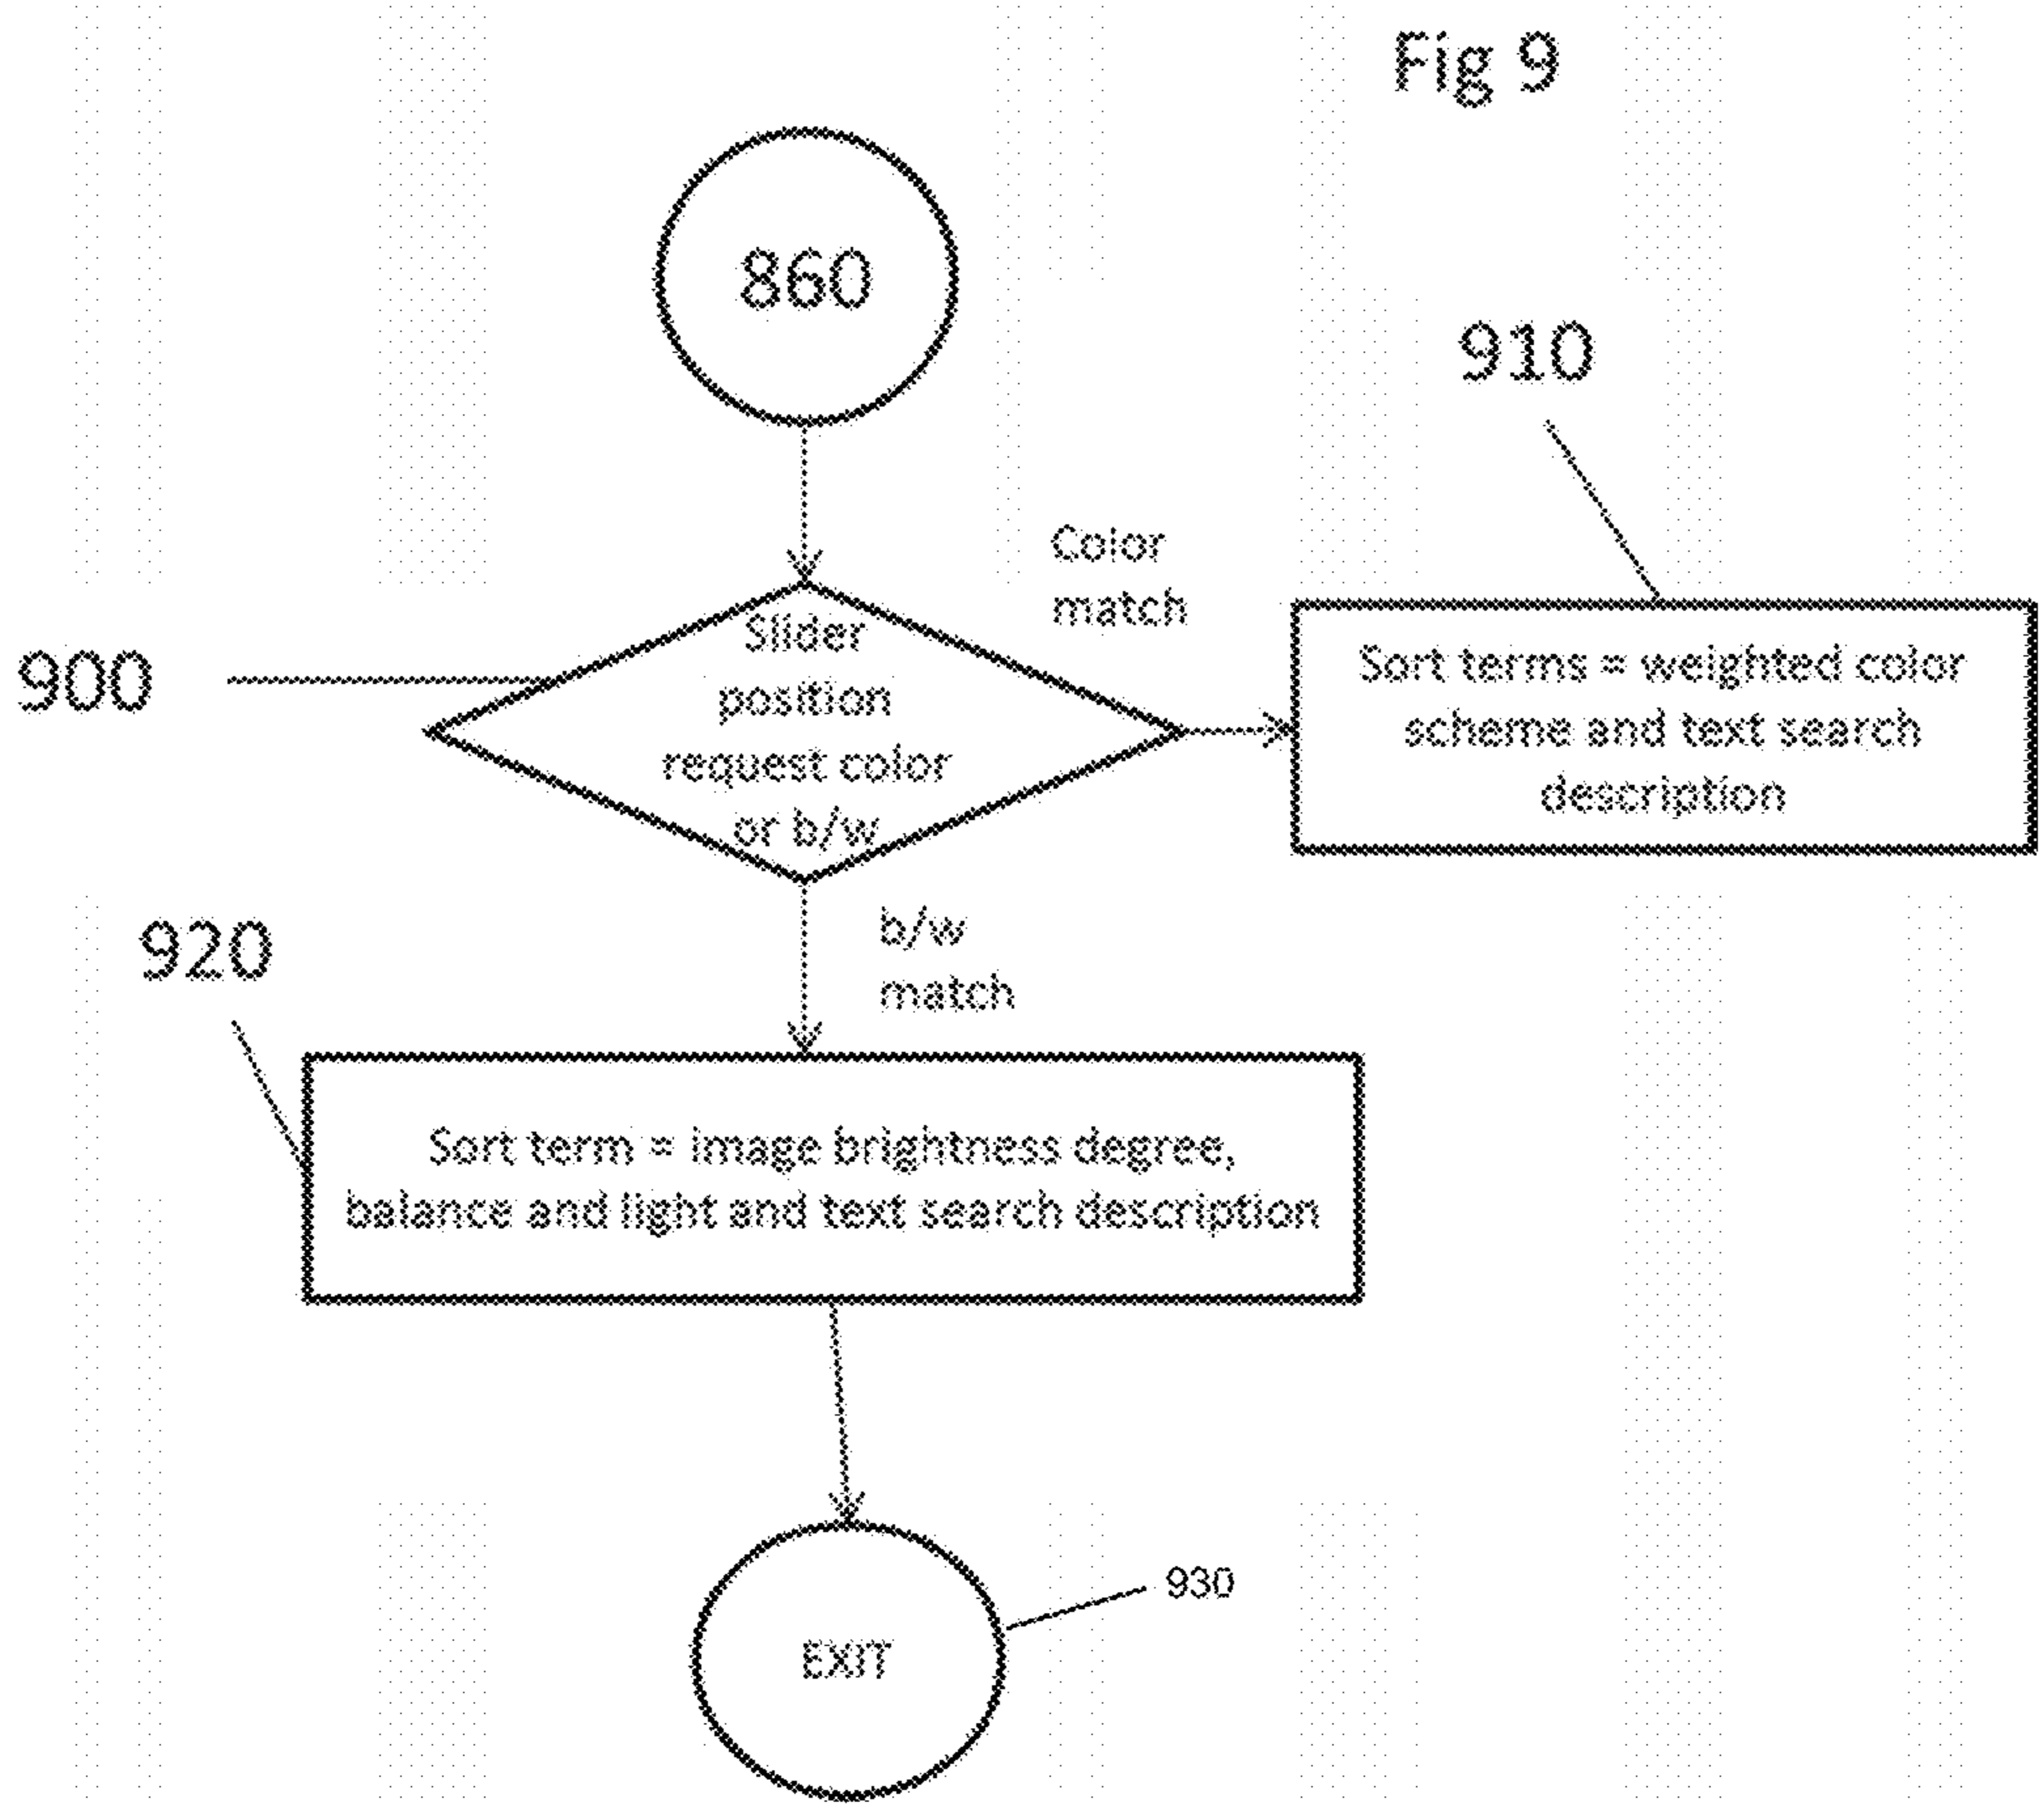 Fig 9
860
910
Color
match
900
Slider
position
request color
or b/w
Sort terms = weighted color
scheme and text search
description
920
b/w
match
Sort term = image brightness degree,
balance and light and text search description
930
EXIT